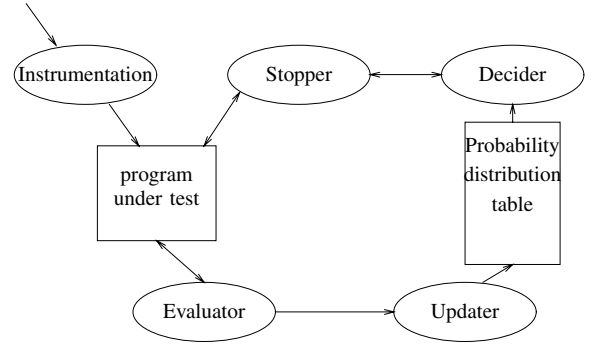 Instrumentation
Stopper
Decider
program
under test
Probability
distribution
table
Evaluator
Updater